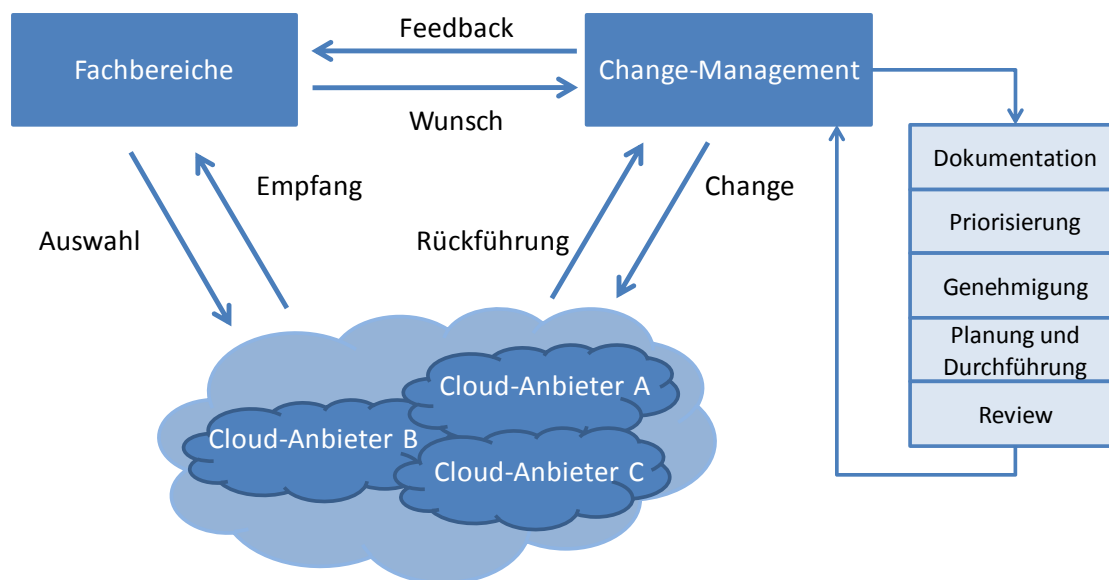 Feedback
Fachbereiche
Change-Management
Wunsch
Dokumentation
Empfang
Change
Auswahl
Rückführung
Priorisierung
Genehmigung
Planung und
Durchführung
Review
Cloud-Anbieter A
Cloud-Anbieter B
Cloud-Anbieter C